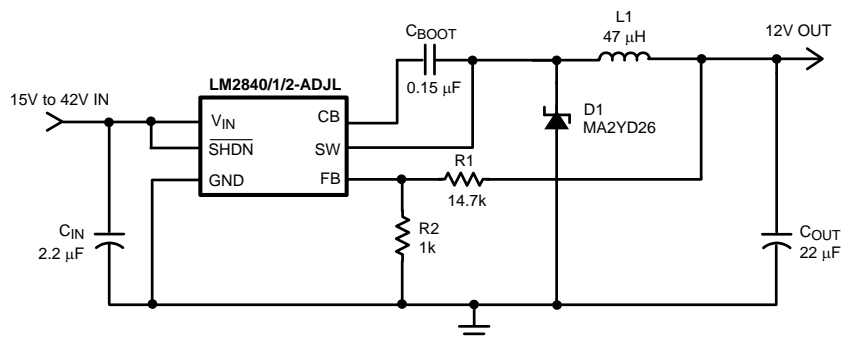 CBOOT
0.15 μF
L1
47 μH
12V OUT
LM2840/1/2-ADJL
15V to 42V IN
VIN
CB
SHDN
SW
GND
FB
D1
MA2YD26
R1
14.7k
R2
1k
CIN
2.2 μF
COUT
22 μF